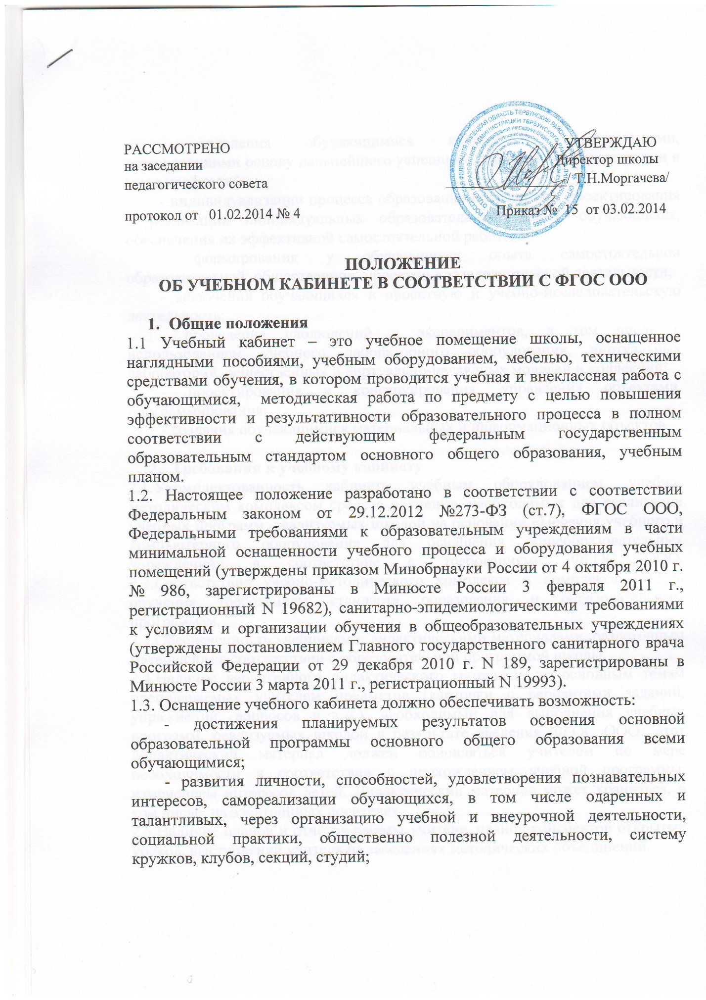 РАССМОТРЕНО
на заседании
педагогического совета
протокол от 01.02.2014 № 4
УТВЕРЖДАЮ
Директор школы
/ Т.Н.Моргачева/
Приказ № 15 от 03.02.2014
ПОЛОЖЕНИЕ
ОБ УЧЕБНОМ КАБИНЕТЕ В СООТВЕТСТВИИ С ФГОС ООО
1. Общие положения
1.1 Учебный кабинет – это учебное помещение школы, оснащенное
наглядными пособиями, учебным оборудованием, мебелью, техническими
средствами обучения, в котором проводится учебная и внеклассная работа с
обучающимися, методическая работа по предмету с целью повышения
эффективности и результативности образовательного процесса в полном
соответствии с действующим федеральным государственным
образовательным стандартом основного общего образования, учебным
планом.
1.2. Настоящее положение разработано в соответствии с соответствии
Федеральным законом от 29.12.2012 №273-ФЗ (ст.7), ФГОС ООО,
Федеральными требованиями к образовательным учреждениям в части
минимальной оснащенности учебного процесса и оборудования учебных
помещений (утверждены приказом Минобрнауки России от 4 октября 2010 г.
№ 986, зарегистрированы в Минюсте России 3 февраля 2011 г.,
регистрационный N 19682), санитарно-эпидемиологическими требованиями
к условиям и организации обучения в общеобразовательных учреждениях
(утверждены постановлением Главного государственного санитарного врача
Российской Федерации от 29 декабря 2010 г. N 189, зарегистрированы в
Минюсте России 3 марта 2011 г., регистрационный N 19993).
1.3. Оснащение учебного кабинета должно обеспечивать возможность:
- достижения планируемых результатов освоения основной
образовательной программы основного общего образования всеми
обучающимися;
- развития личности, способностей, удовлетворения познавательных
интересов, самореализации обучающихся, в том числе одаренных и
талантливых, через организацию учебной и внеурочной деятельности,
социальной практики, общественно полезной деятельности, систему
кружков, клубов, секций, студий;